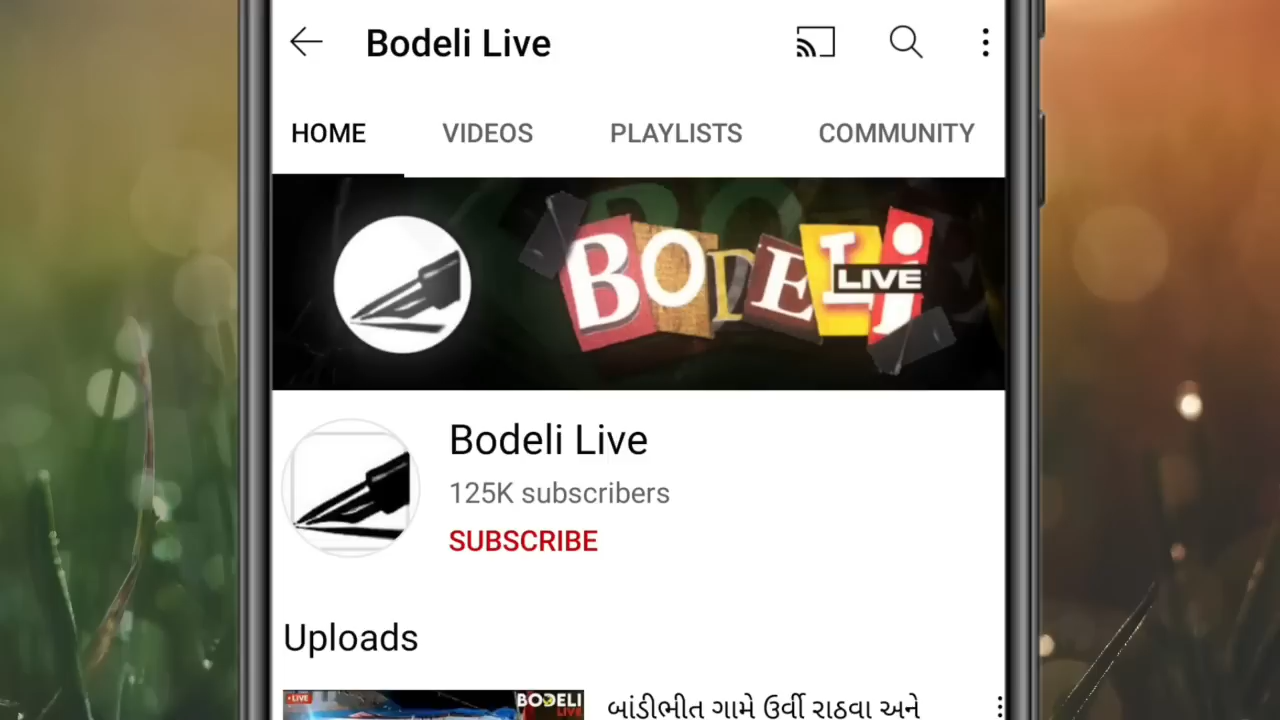 Bodeli Live
HOME VIDEOS PLAYLISTS COMMUNITY
BODELi
LIVE
Bodeli Live
125K subscribers
SUBSCRIBE
Uploads
LIVE
BODELI
LIVE
બાંડીભીત ગામે ઉર્વી રાઠવા અને